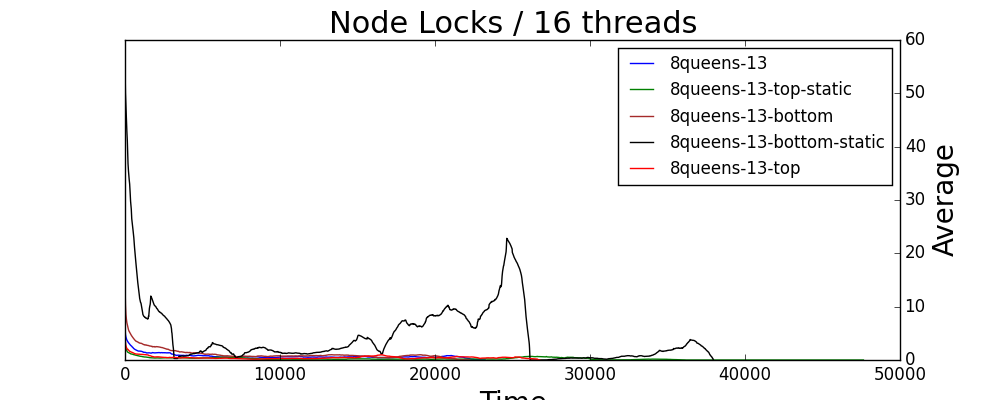 Node Locks / 16 threads
60
8queens-13
8queens-13-top-static
8queens-13-bottom
8queens-13-bottom-static
8queens-13-top
50
40
30
20
10
0
Average
0 10000 20000 30000 40000 50000
Time